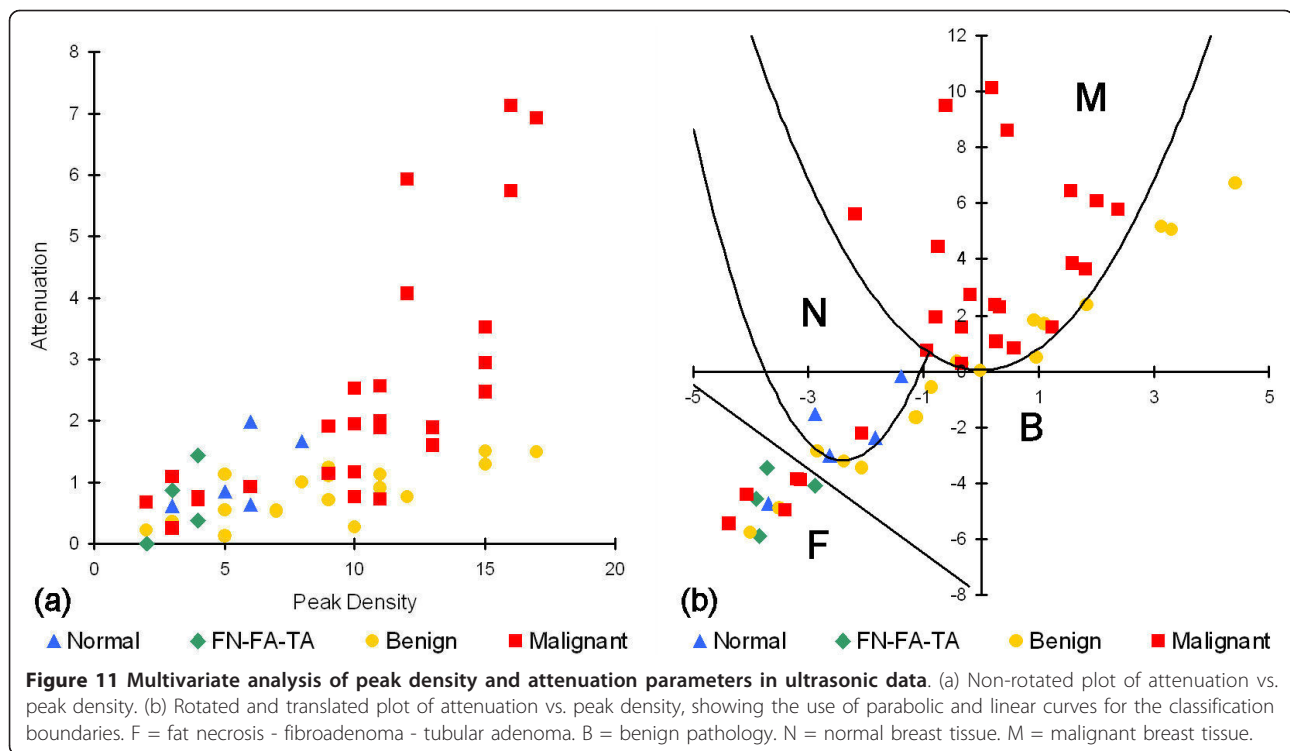 8
7
6
5
4
3
2
1
0
Attenuation
0 5 10 15 20
Peak Density
(a)
Normal FN-FA-TA Benign Malignant
12
10
8
6
4
2
0
-2
-4
-6
-8
-5 -3 -1 1 3 5
M
N
B
F
(b)
Normal FN-FA-TA Benign Malignant
Figure 11 Multivariate analysis of peak density and attenuation parameters in ultrasonic data. (a) Non-rotated plot of attenuation vs.
peak density. (b) Rotated and translated plot of attenuation vs. peak density, showing the use of parabolic and linear curves for the classification
boundaries. F = fat necrosis - fibroadenoma - tubular adenoma. B = benign pathology. N = normal breast tissue. M = malignant breast tissue.